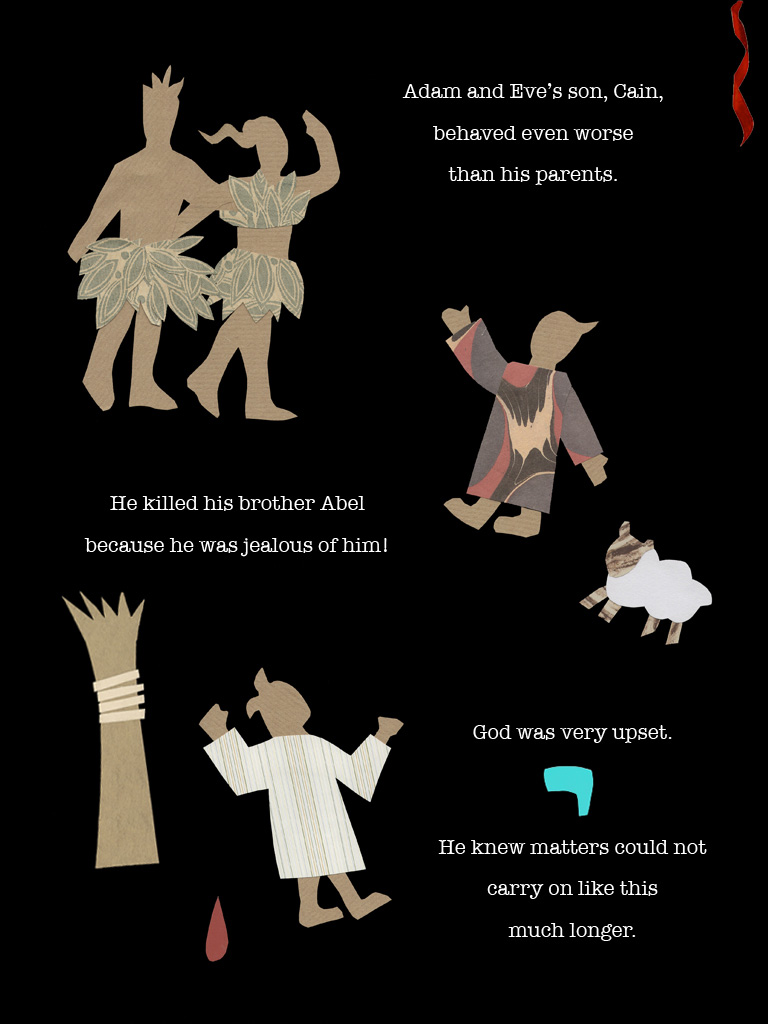 Adam and Eve’s son, Cain,
behaved even worse
than his parents.
He killed his brother Abel
because he was jealous of him!
God was very upset.
He knew matters could not
carry on like this
much longer.